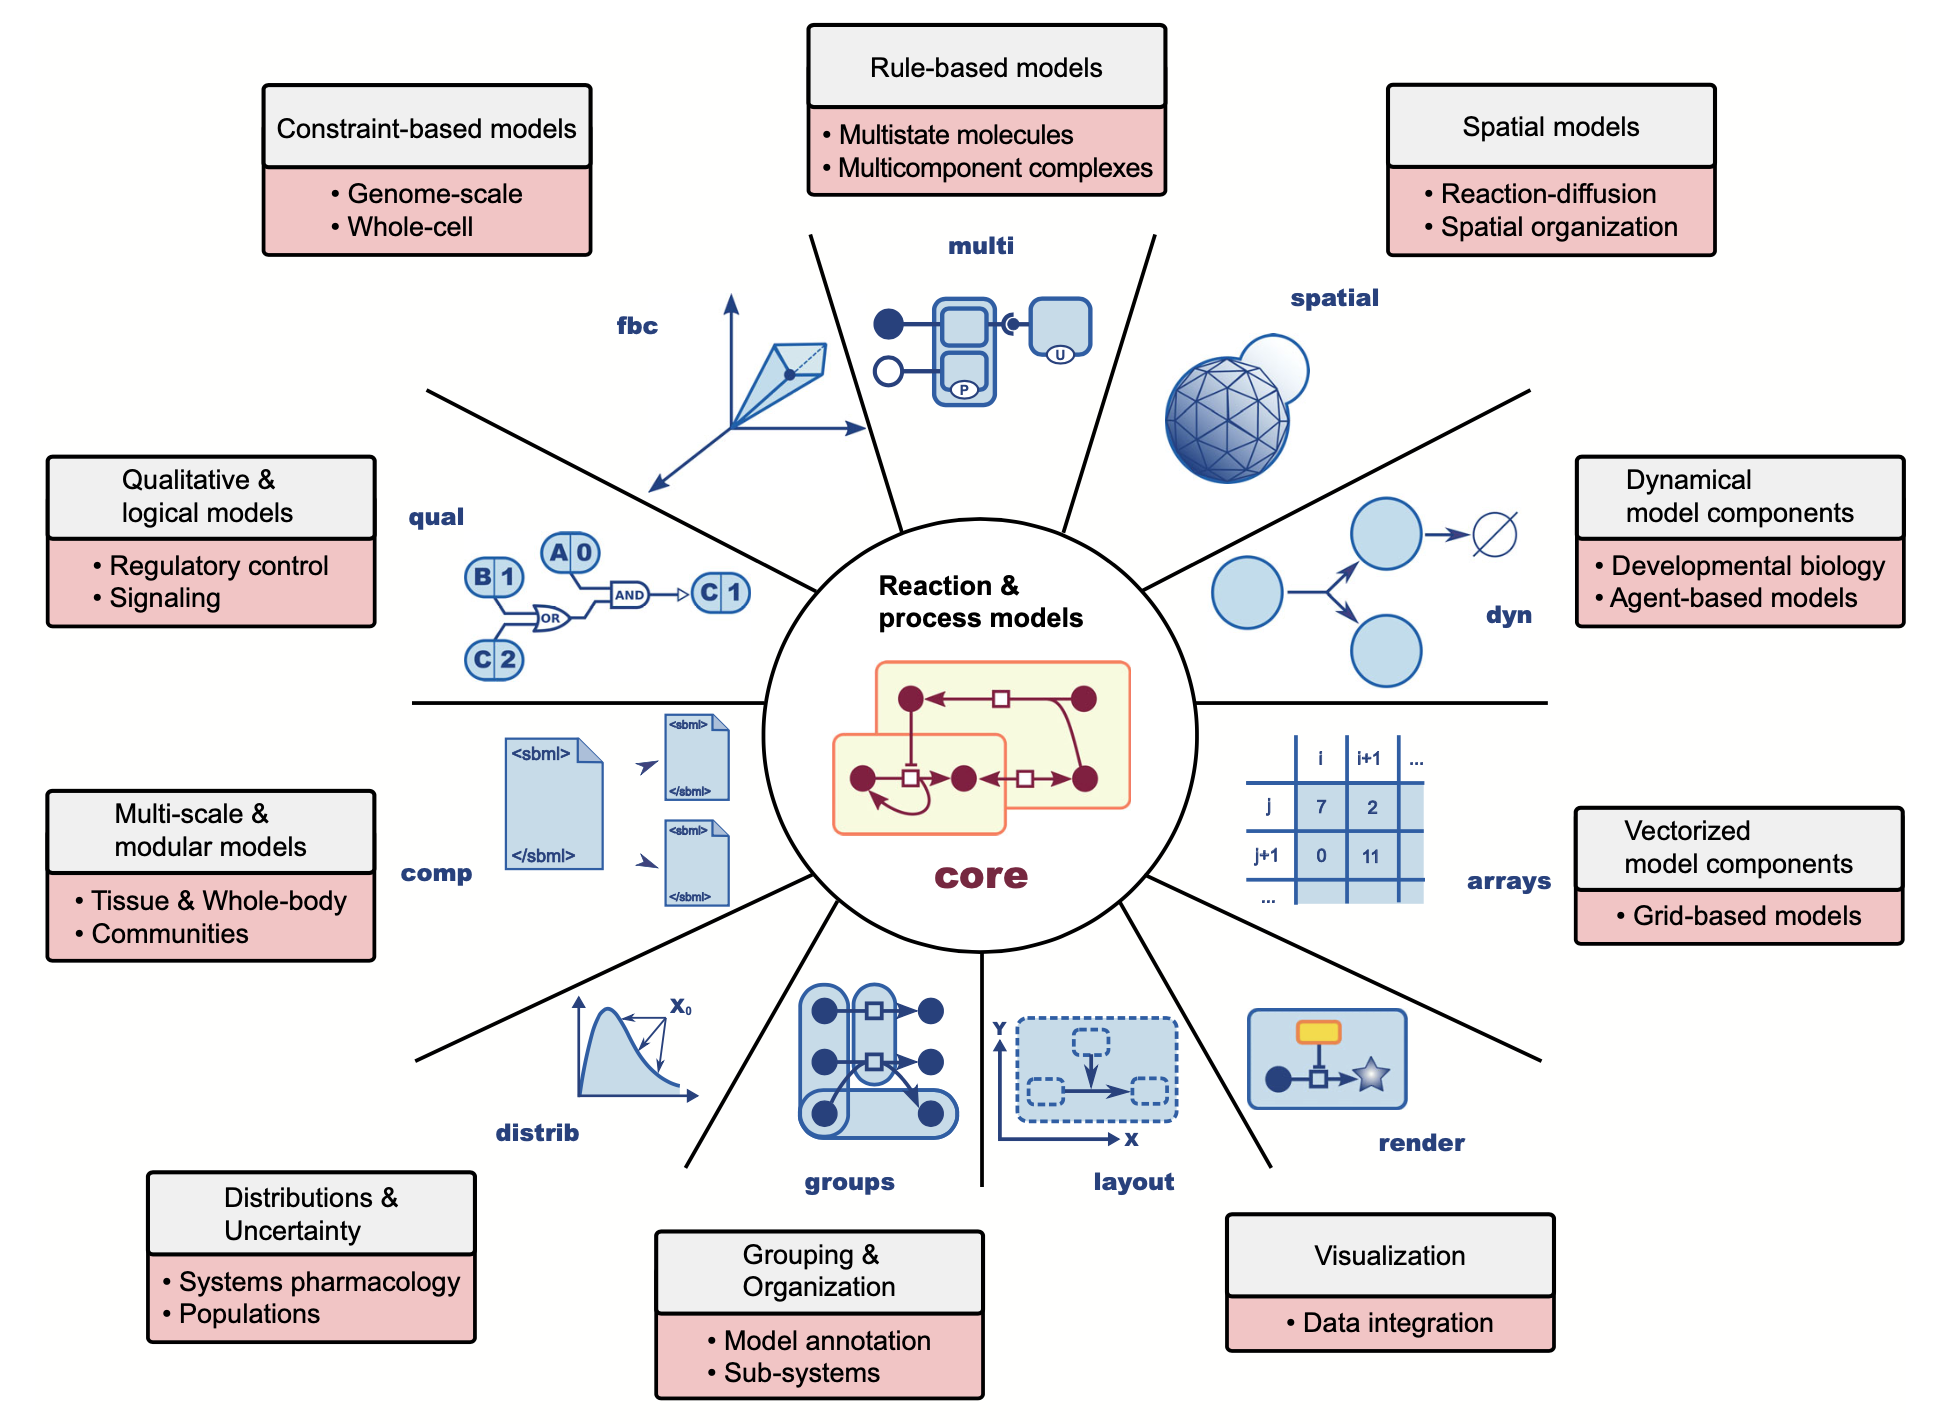 Rule-based models
• Multistate molecules
• Multicomponent complexes
Constraint-based models
• Genome-scale
• Whole-cell
Spatial models
• Reaction-diffusion
• Spatial organization
multi
U
P
spatial
fbc
Qualitative &
logical models
• Regulatory control
• Signaling
qual
A 0
B 1
AND
C 1
OR
C 2
Dynamical
model components
• Developmental biology
• Agent-based models
dyn
Reaction &
process models
core
Multi-scale &
modular models
• Tissue & Whole-body
• Communities
comp
<sbml>
</sbml>
<sbml>
</sbml>
<sbml>
</sbml>
i i+1 ...
j 7 2
j+1 0 11
...
arrays
Vectorized
model components
• Grid-based models
X₀
distrib
Distributions &
Uncertainty
• Systems pharmacology
• Populations
groups
Grouping &
Organization
• Model annotation
• Sub-systems
Y
X
layout
render
Visualization
• Data integration